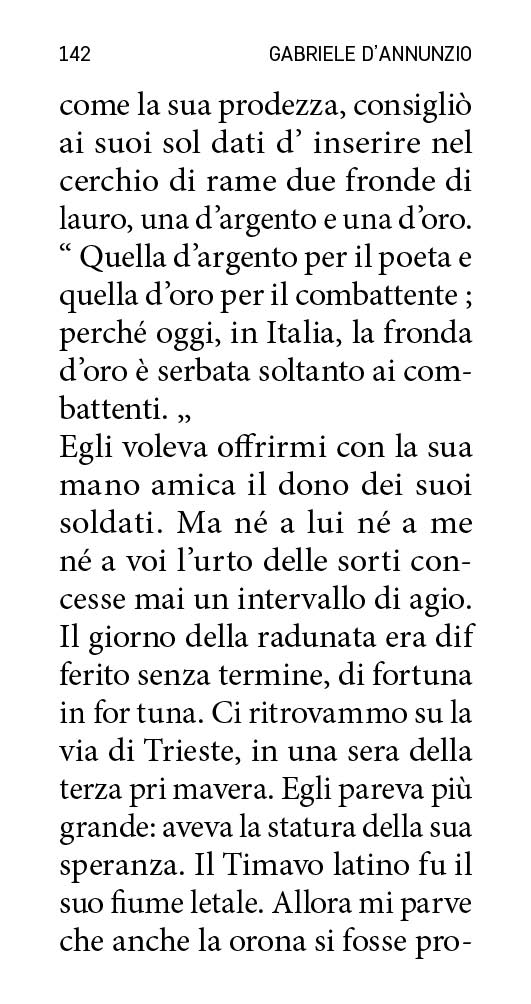 142 GABRIELE D’ANNUNZIO
come la sua prodezza, consigliò
ai suoi sol dati d’ inserire nel
cerchio di rame due fronde di
lauro, una d’argento e una d’oro.
“ Quella d’argento per il poeta e
quella d’oro per il combattente ;
perché oggi, in Italia, la fronda
d’oro è serbata soltanto ai com-
battenti. „
Egli voleva offrirmi con la sua
mano amica il dono dei suoi
soldati. Ma né a lui né a me
né a voi l’urto delle sorti con-
cesse mai un intervallo di agio.
Il giorno della radunata era dif
ferito senza termine, di fortuna
in for tuna. Ci ritrovammo su la
via di Trieste, in una sera della
terza pri mavera. Egli pareva più
grande: aveva la statura della sua
speranza. Il Timavo latino fu il
suo fiume letale. Allora mi parve
che anche la orona si fosse pro-